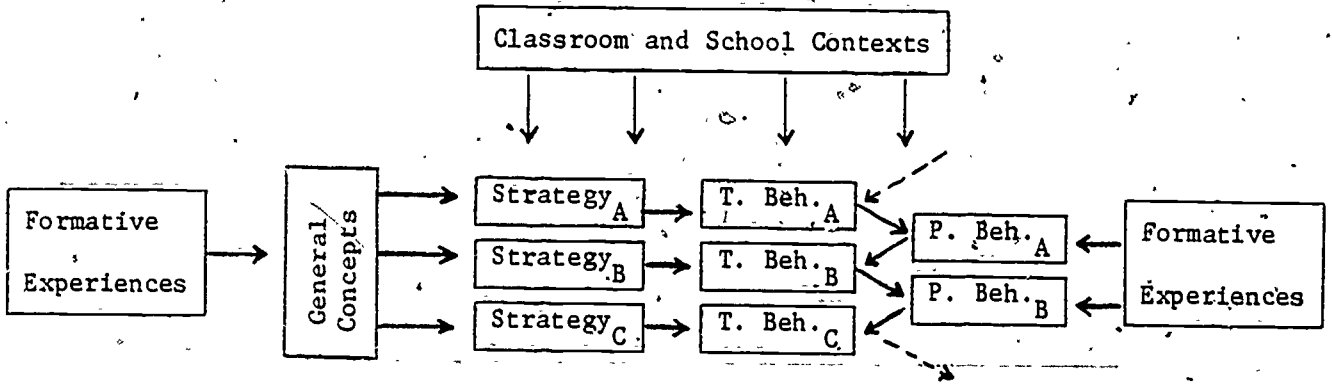 Classroom and School Contexts
Formative
Experiences
General
Concepts
Strategy A
T. Beh. A
P. Beh. A
Strategy B
T. Beh. B
P. Beh. B
Strategy C
T. Beh. C
Formative
Experiences